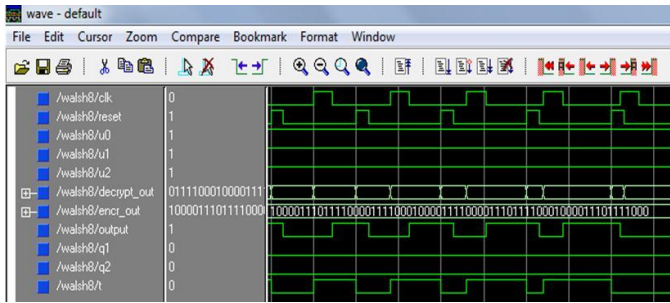 wave - default
File Edit Cursor Zoom Compare Bookmark Format Window
/walsh8/clk 0
/walsh8/reset 1
/walsh8/u0 1
/walsh8/u1 1
/walsh8/u2 1
/walsh8/decrypt_out 0111100010000111
/walsh8/encr_out 1000011101111000
/walsh8/output 1
/walsh8/q1 0
/walsh8/q2 0
/walsh8/t 0